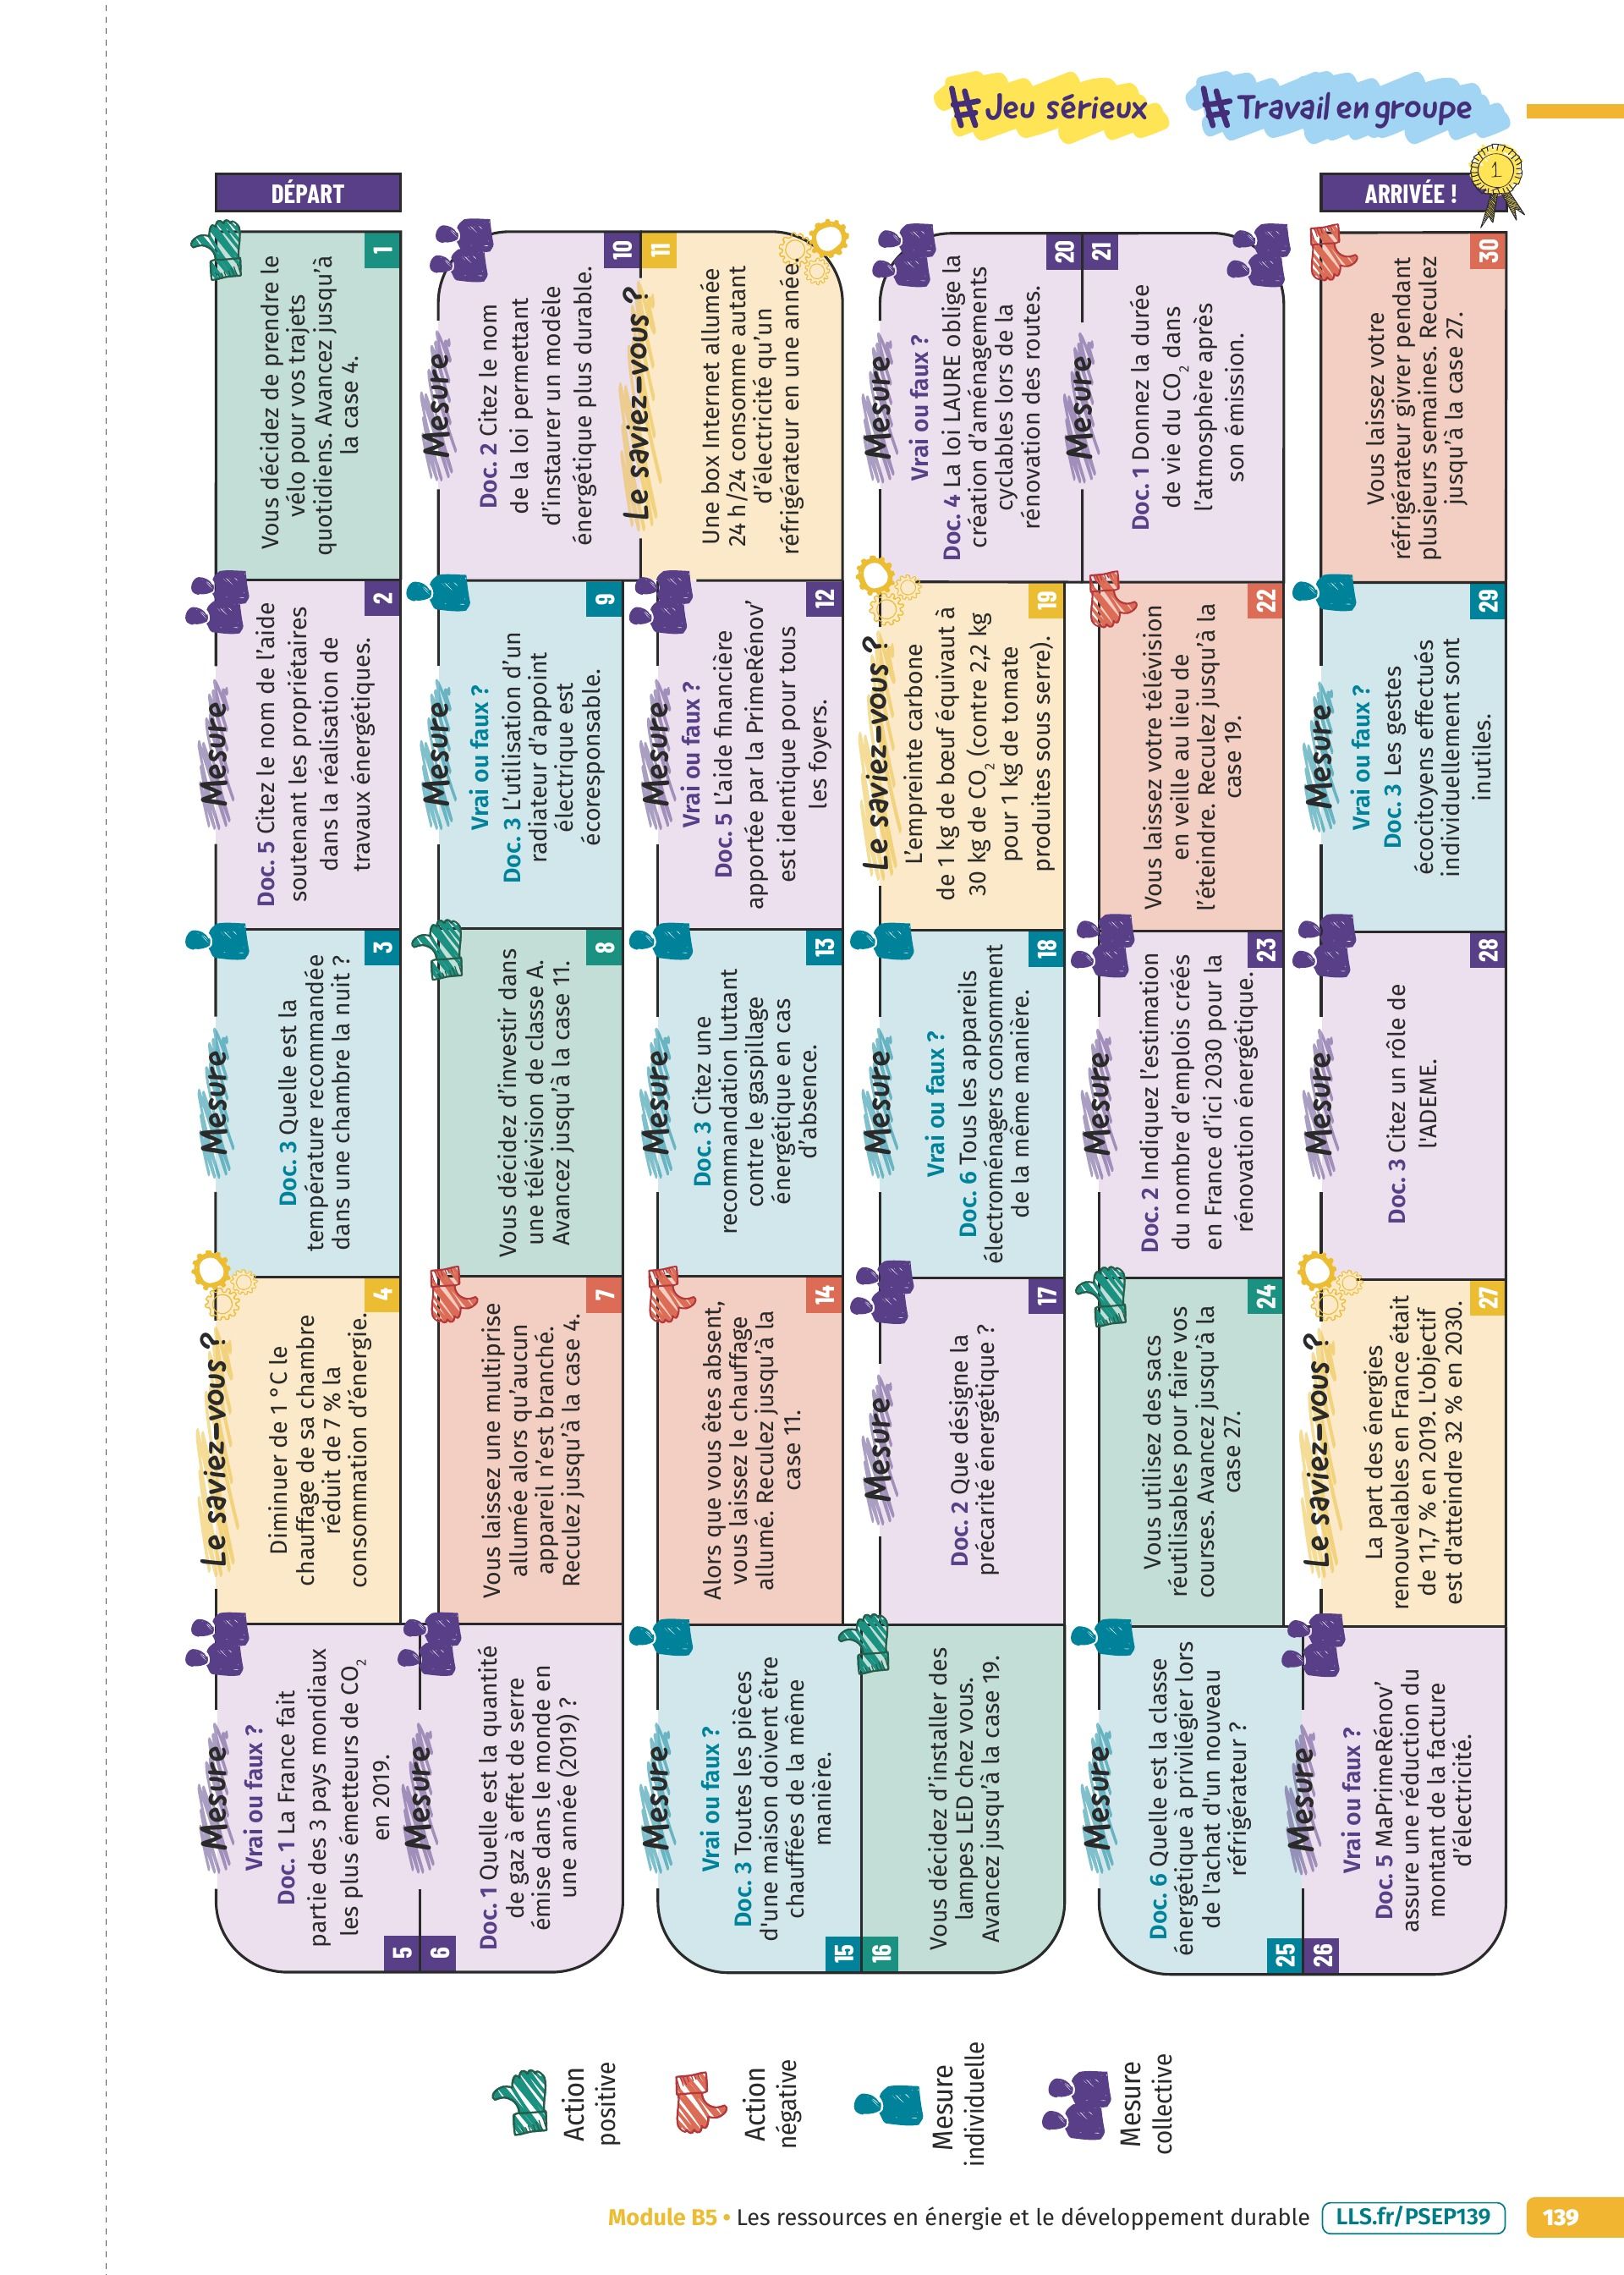 #Jeu sérieux
#Travail en groupe
DÉPART
Vous décidez de prendre le
vélo pour vos trajets
quotidiens. Avancez jusqu’à
la case 4.
1
Mesure
Doc. 5 Citez le nom de l’aide
soutenant les propriétaires
dans la réalisation de
travaux énergétiques.
2
Mesure
Doc. 3 Quelle est la
température recommandée
dans une chambre la nuit ?
3
Le saviez-vous ?
Diminuer de 1 °C le
chauffage de sa chambre
réduit de 7 % la
consommation d’énergie.
4
Mesure
Vrai ou faux ?
Doc. 1 La France fait
partie des 3 pays mondiaux
les plus émetteurs de CO₂
en 2019.
5
Mesure
Doc. 1 Quelle est la quantité
de gaz à effet de serre
émise dans le monde en
une année (2019) ?
6
Vous laissez une multiprise
allumée alors qu’aucun
appareil n’est branché.
Reculez jusqu’à la case 4.
7
Vous décidez d’investir dans
une télévision de classe A.
Avancez jusqu’à la case 11.
8
Mesure
Vrai ou faux ?
Doc. 3 L’utilisation d’un
radiateur d’appoint
électrique est
écoresponsable.
9
Mesure
Doc. 2 Citez le nom
de la loi permettant
d’instaurer un modèle
énergétique plus durable.
10
Le saviez-vous ?
Une box Internet allumée
24 h/24 consomme autant
d’électricité qu’un
réfrigérateur en une année.
11
Mesure
Vrai ou faux ?
Doc. 5 L’aide financière
apportée par la PrimeRénov’
est identique pour tous
les foyers.
12
Mesure
Doc. 3 Citez une
recommandation luttant
contre le gaspillage
énergétique en cas
d’absence.
13
Alors que vous êtes absent,
vous laissez le chauffage
allumé. Reculez jusqu’à la
case 11.
14
Mesure
Vrai ou faux ?
Doc. 3 Toutes les pièces
d'une maison doivent être
chauffées de la même
manière.
15
Vous décidez d’installer des
lampes LED chez vous.
Avancez jusqu’à la case 19.
16
Mesure
Doc. 2 Que désigne la
précarité énergétique ?
17
Mesure
Vrai ou faux ?
Doc. 6 Tous les appareils
électroménagers consomment
de la même manière.
18
Le saviez-vous ?
L’empreinte carbone
de 1 kg de bœuf équivaut à
30 kg de CO₂ (contre 2,2 kg
pour 1 kg de tomate
produites sous serre).
19
Mesure
Vrai ou faux ?
Doc. 4 La loi LAURE oblige la
création d’aménagements
cyclables lors de la
rénovation des routes.
20
Mesure
Doc. 1 Donnez la durée
de vie du CO₂ dans
l’atmosphère après
son émission.
21
Vous laissez votre télévision
en veille au lieu de
l’éteindre. Reculez jusqu’à la
case 19.
22
Mesure
Doc. 2 Indiquez l’estimation
du nombre d’emplois créés
en France d’ici 2030 pour la
rénovation énergétique.
23
Vous utilisez des sacs
réutilisables pour faire vos
courses. Avancez jusqu’à la
case 27.
24
Mesure
Doc. 6 Quelle est la classe
énergétique à privilégier lors
de l'achat d'un nouveau
réfrigérateur ?
25
Mesure
Vrai ou faux ?
Doc. 5 MaPrimeRénov’
assure une réduction du
montant de la facture
d’électricité.
26
Le saviez-vous ?
La part des énergies
renouvelables en France était
de 11,7 % en 2019. L'objectif
est d’atteindre 32 % en 2030.
27
Mesure
Doc. 3 Citez un rôle de
l’ADEME.
28
Mesure
Vrai ou faux ?
Doc. 3 Les gestes
écocitoyens effectués
individuellement sont
inutiles.
29
Vous laissez votre
réfrigérateur givrer pendant
plusieurs semaines. Reculez
jusqu’à la case 27.
30
ARRIVÉE !
1
Action
positive
Action
négative
Mesure
individuelle
Mesure
collective
Module B5 • Les ressources en énergie et le développement durable LLS.fr/PSEP139 139